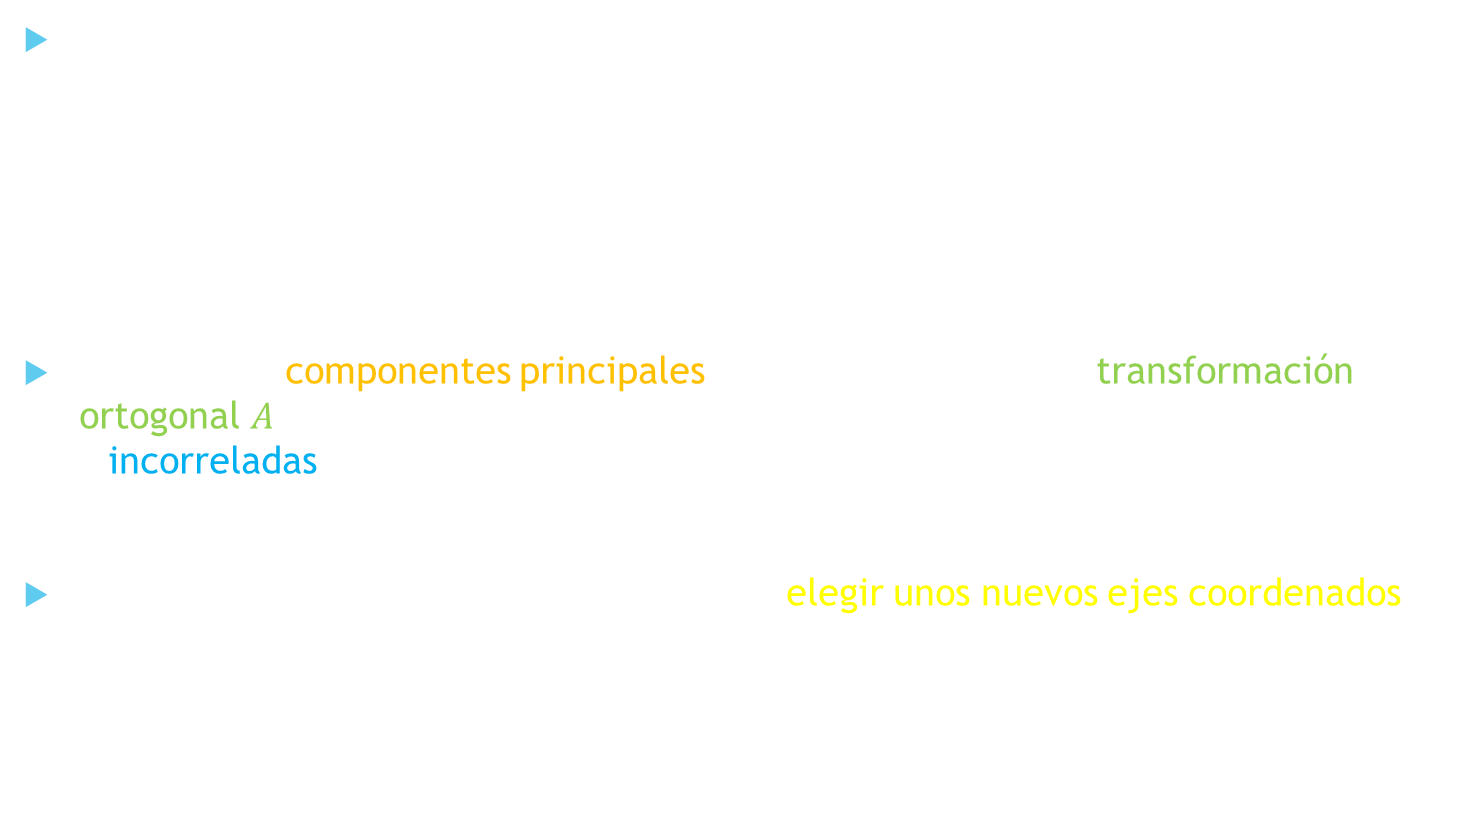 componentes principales transformación
ortogonal A
incorreladas
elegir unos nuevos ejes coordenados